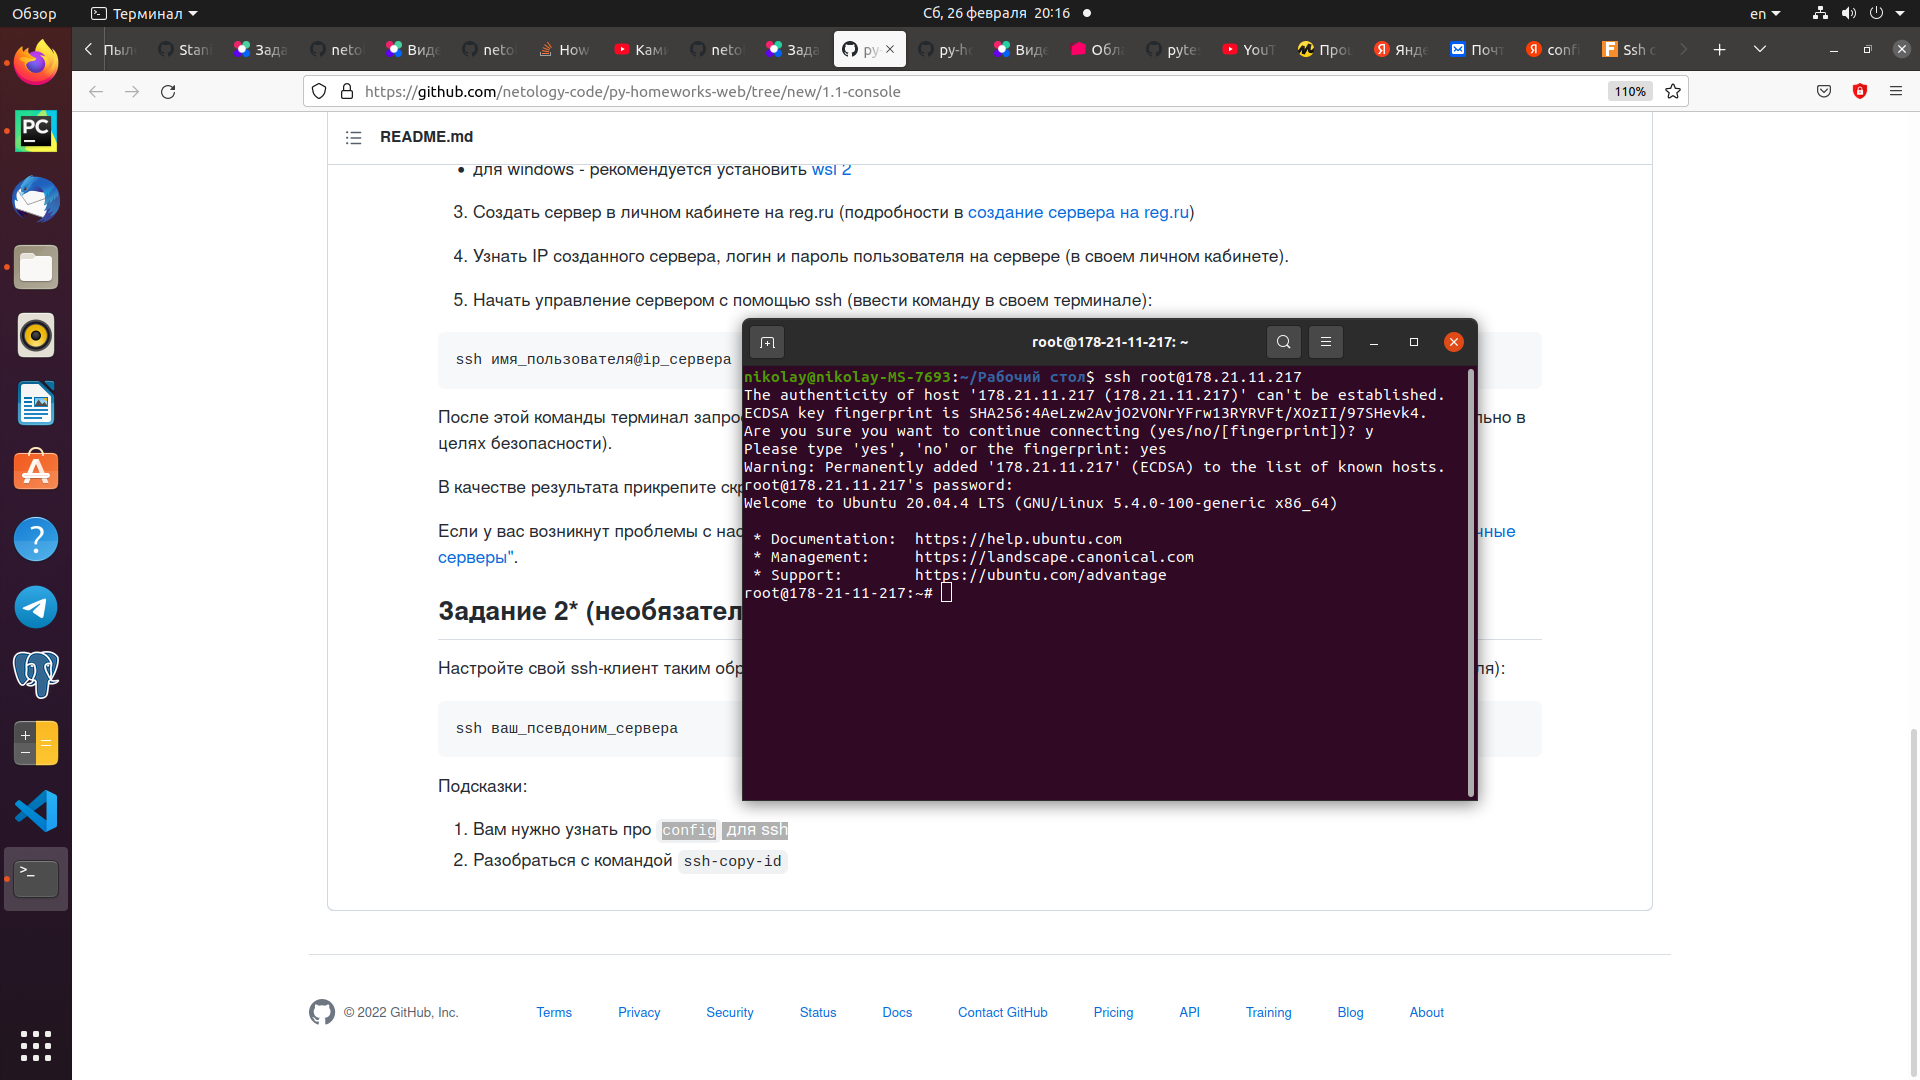 Обзор
Терминал
Сб, 26 февраля 20:16
en
Пыл
Stan
Зада
neto
Виде
neto
How
Кам
neto
Зада
py-
py-ho
Виде
Обла
pyte
YouT
Про
Янде
Почт
confi
Ssh c
https://github.com/netology-code/py-homeworks-web/tree/new/1.1-console
110%
README.md
для windows - рекомендуется установить wsl 2
3. Создать сервер в личном кабинете на reg.ru (подробности в создание сервера на reg.ru)
4. Узнать IP созданного сервера, логин и пароль пользователя на сервере (в своем личном кабинете).
5. Начать управление сервером с помощью ssh (ввести команду в своем терминале):
ssh имя_пользователя@ip_сервера
После этой команды терминал запро
льно в
целях безопасности).
В качестве результата прикрепите скр
Если у вас возникнут проблемы с нас
чные
серверы".
Задание 2* (необязател
Настройте свой ssh-клиент таким обр
ля):
ssh ваш_псевдоним_сервера
Подсказки:
1. Вам нужно узнать про config для ssh
2. Разобраться с командой ssh-copy-id
root@178-21-11-217: ~
nikolay@nikolay-MS-7693:~/Рабочий стол$ ssh root@178.21.11.217
The authenticity of host '178.21.11.217 (178.21.11.217)' can't be established.
ECDSA key fingerprint is SHA256:4AeLzw2AvjO2VONrYFrw13RYRVFt/XOzII/97SHevk4.
Are you sure you want to continue connecting (yes/no/[fingerprint])? y
Please type 'yes', 'no' or the fingerprint: yes
Warning: Permanently added '178.21.11.217' (ECDSA) to the list of known hosts.
root@178.21.11.217's password:
Welcome to Ubuntu 20.04.4 LTS (GNU/Linux 5.4.0-100-generic x86_64)
* Documentation: https://help.ubuntu.com
* Management: https://landscape.canonical.com
* Support: https://ubuntu.com/advantage
root@178-21-11-217:~#
© 2022 GitHub, Inc.
Terms
Privacy
Security
Status
Docs
Contact GitHub
Pricing
API
Training
Blog
About